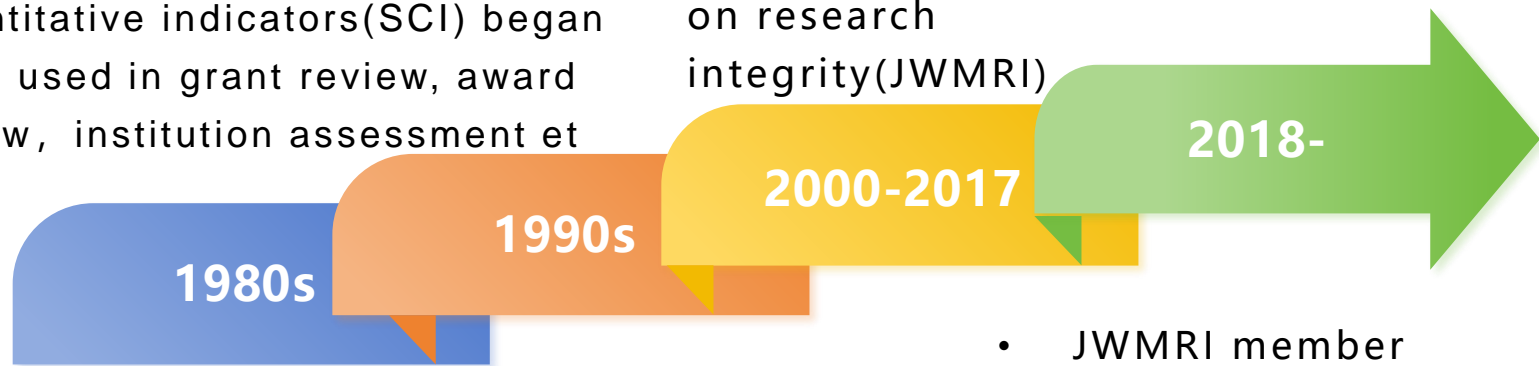 ntitative indicators(SCI) began
used in grant review, award
w, institution assessment et
on research
integrity(JWMRI)
2018-
2000-2017
1990s
1980s
• JWMRI member